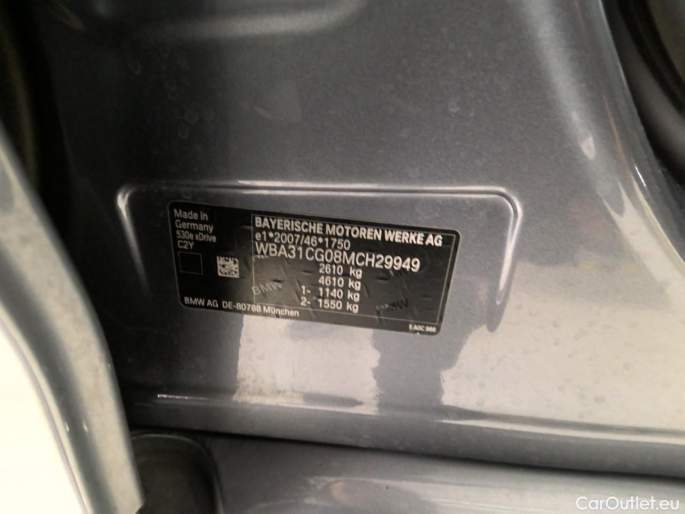 Made in
Germany
530e xDrive
C2Y
BAYERISCHE MOTOREN WERKE AG
e1*2007/46*1750
WBA31CG08MCH29949
2610 kg
4610 kg
1- 1140 kg
2- 1550 kg
BMW
BMW AG DE-80788 München
CarOutlet.eu